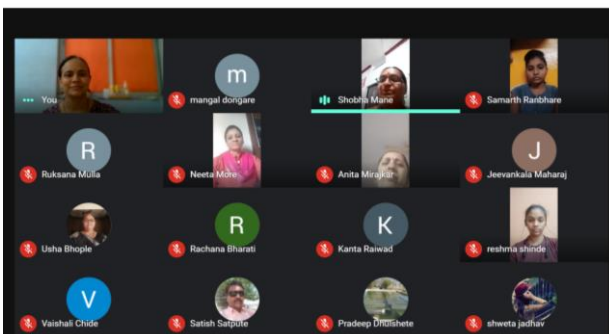 You
m
mangal dongare
Shobha Mane
Samarth Ranbhare
R
Ruksana Mulla
Neeta More
Anita Mirajkar
J
Jeevankala Maharaj
Usha Bhople
R
Rachana Bharati
K
Kanta Raiwad
reshma shinde
V
Vaishali Chide
Satish Satpute
Pradeep Dhulshete
shweta jadhav